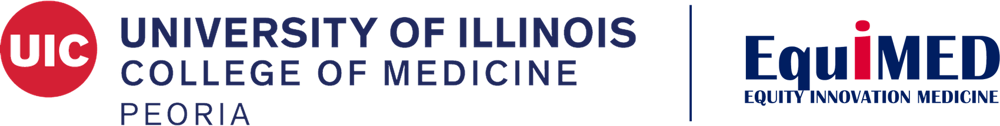 UIC
UNIVERSITY OF ILLINOIS
COLLEGE OF MEDICINE
PEORIA
EquiMED
EQUITY INNOVATION MEDICINE